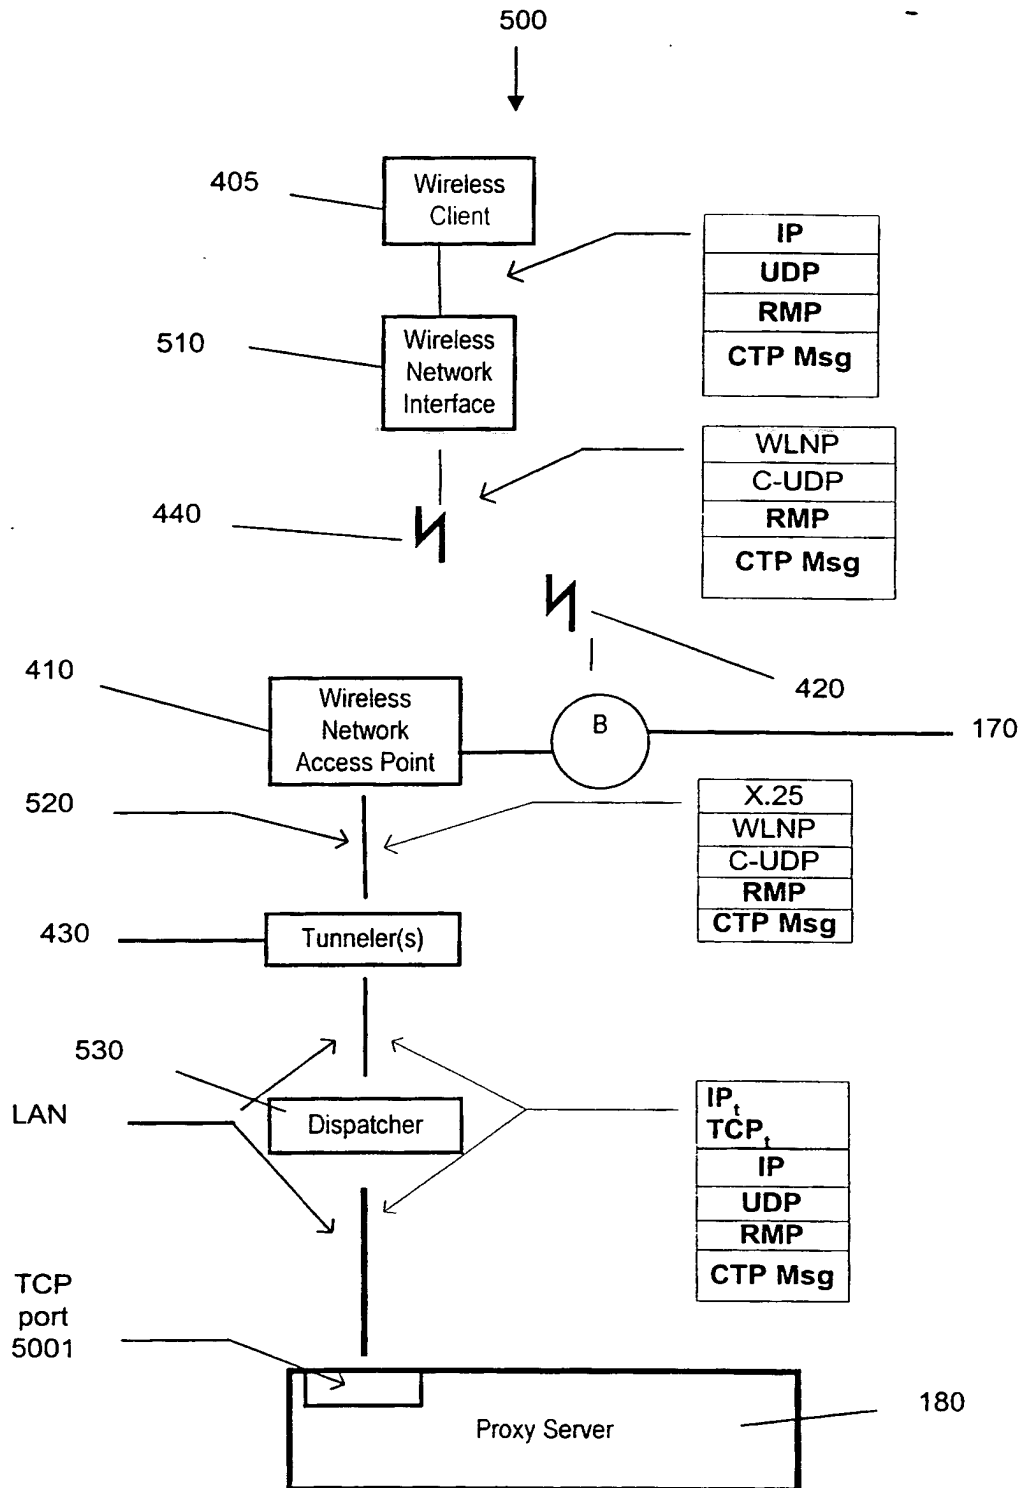 500
405
Wireless
Client
IP
UDP
RMP
CTP Msg
510
Wireless
Network
Interface
WLNP
C-UDP
RMP
CTP Msg
440
420
410
Wireless
Network
Access Point
B
170
520
X.25
WLNP
C-UDP
RMP
CTP Msg
430
Tunneler(s)
530
LAN
Dispatcher
IPt
TCPt
IP
UDP
RMP
CTP Msg
TCP
port
5001
180
Proxy Server